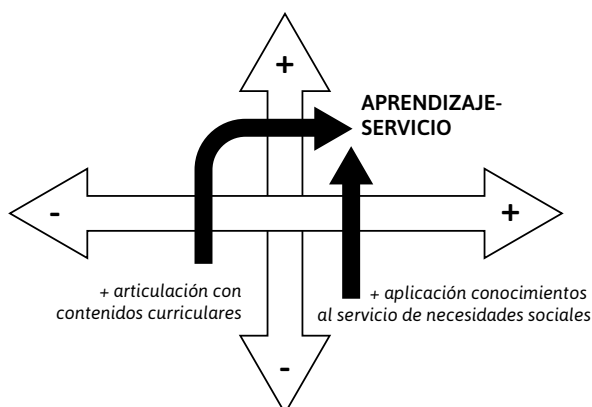 +
APRENDIZAJE-
SERVICIO
-
+
+ articulación con
contenidos curriculares
+ aplicación conocimientos
al servicio de necesidades sociales
-